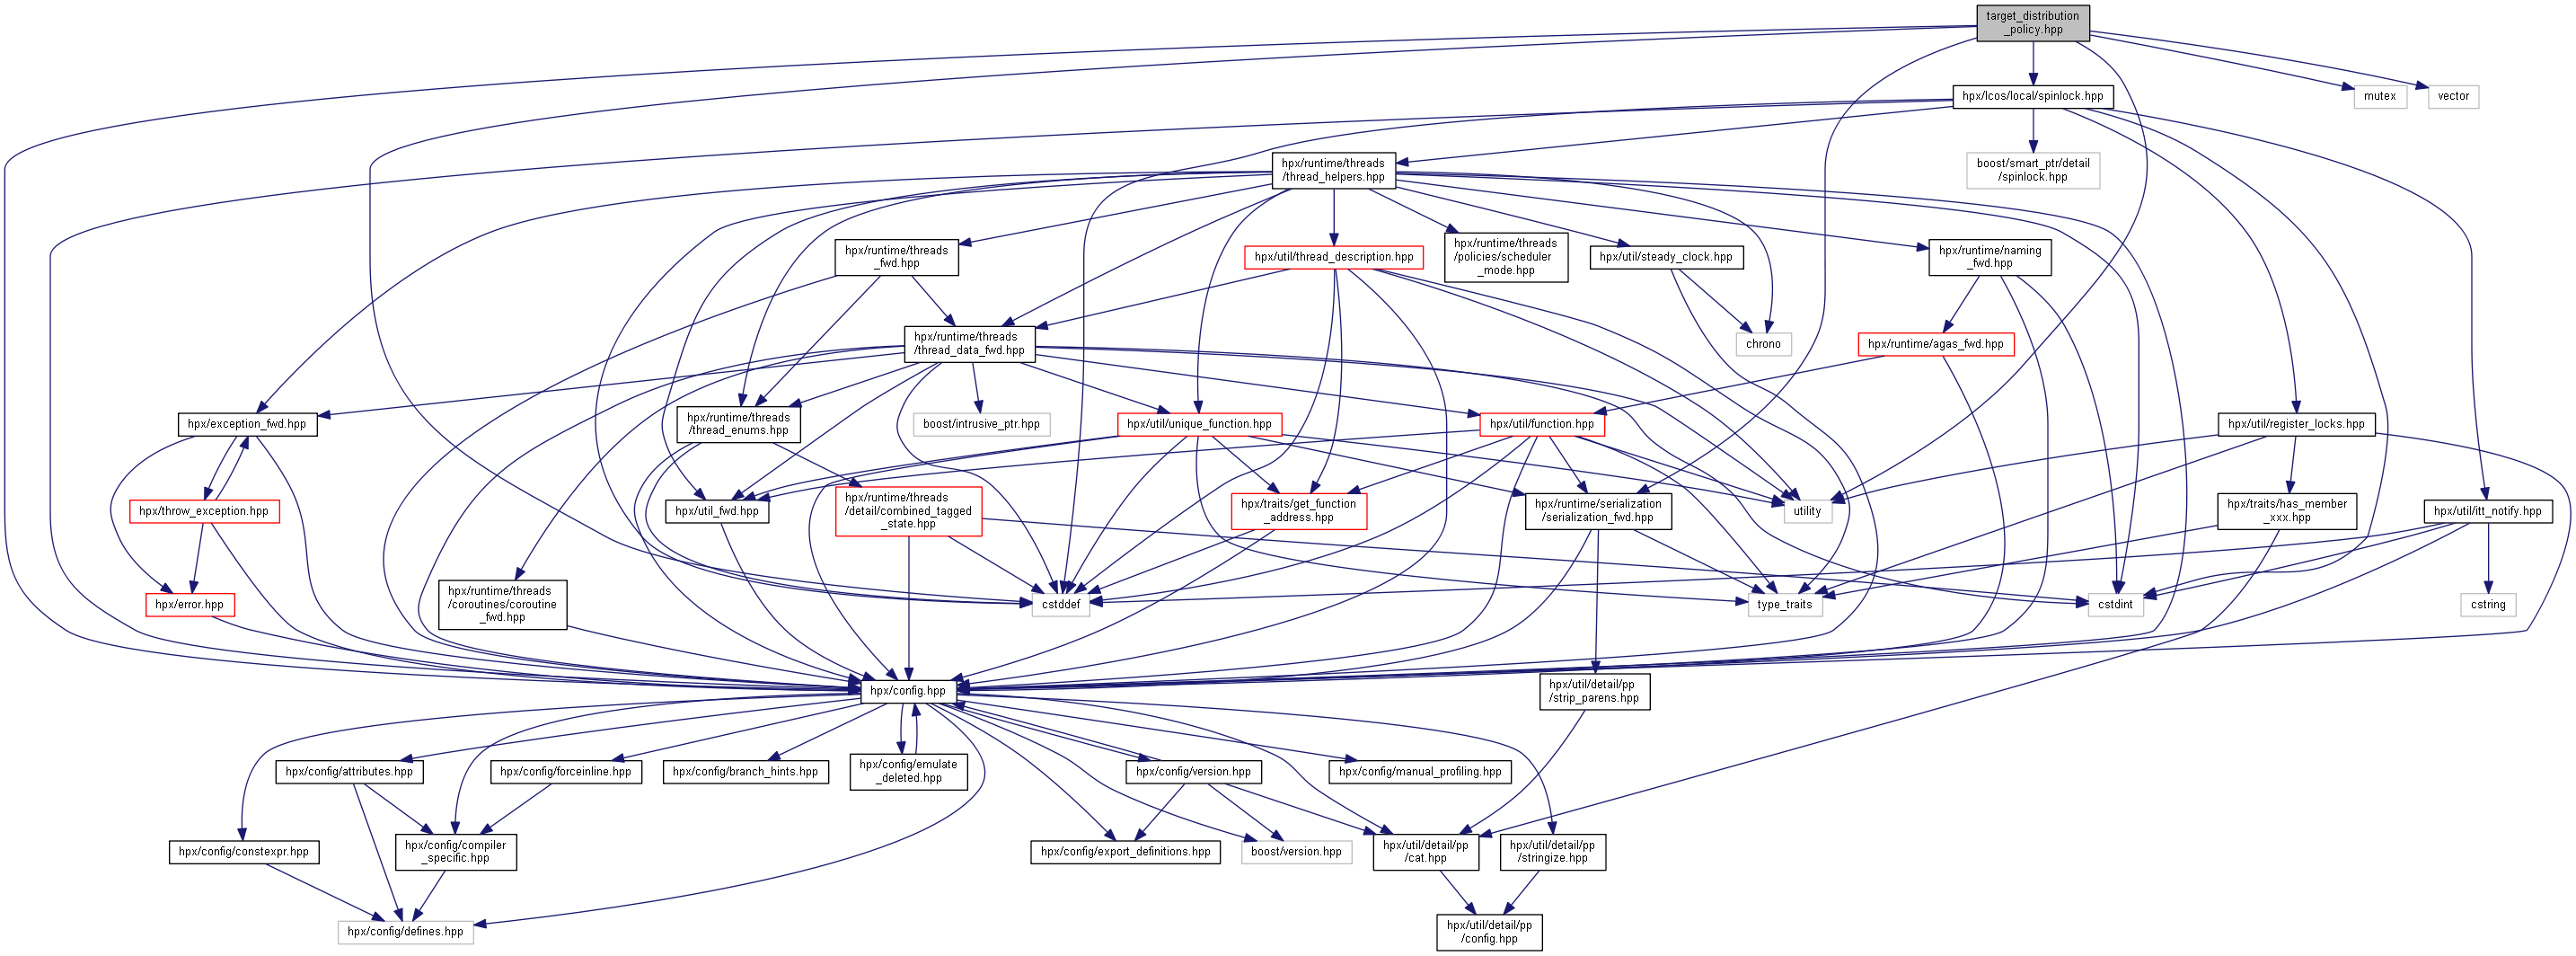 target_distribution
_policy.hpp
hpx/lcos/local/spinlock.hpp
mutex
vector
hpx/runtime/threads
/thread_helpers.hpp
boost/smart_ptr/detail
/spinlock.hpp
hpx/runtime/threads
_fwd.hpp
hpx/util/thread_description.hpp
hpx/runtime/threads
/policies/scheduler
_mode.hpp
hpx/util/steady_clock.hpp
hpx/runtime/naming
_fwd.hpp
hpx/runtime/threads
/thread_data_fwd.hpp
chrono
hpx/runtime/agas_fwd.hpp
hpx/exception_fwd.hpp
hpx/runtime/threads
/thread_enums.hpp
boost/intrusive_ptr.hpp
hpx/util/unique_function.hpp
hpx/util/function.hpp
hpx/util/register_locks.hpp
hpx/throw_exception.hpp
hpx/util_fwd.hpp
hpx/runtime/threads
/detail/combined_tagged
_state.hpp
hpx/traits/get_function
_address.hpp
hpx/runtime/serialization
/serialization_fwd.hpp
utility
hpx/traits/has_member
_xxx.hpp
hpx/util/itt_notify.hpp
hpx/error.hpp
hpx/runtime/threads
/coroutines/coroutine
_fwd.hpp
cstddef
type_traits
cstdint
cstring
hpx/config.hpp
hpx/util/detail/pp
/strip_parens.hpp
hpx/config/attributes.hpp
hpx/config/forceinline.hpp
hpx/config/branch_hints.hpp
hpx/config/emulate
_deleted.hpp
hpx/config/version.hpp
hpx/config/manual_profiling.hpp
hpx/config/constexpr.hpp
hpx/config/compiler
_specific.hpp
hpx/config/export_definitions.hpp
boost/version.hpp
hpx/util/detail/pp
/cat.hpp
hpx/util/detail/pp
/stringize.hpp
hpx/config/defines.hpp
hpx/util/detail/pp
/config.hpp